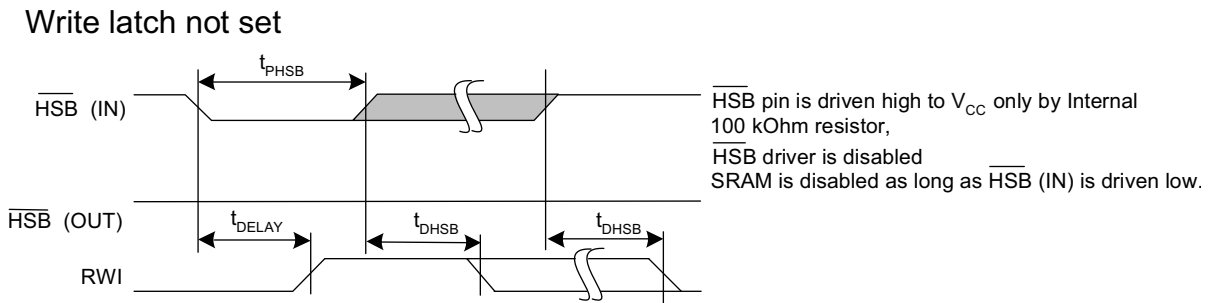 Write latch not set
tPHSB
HSB (IN)
HSB pin is driven high to VCC only by Internal
100 kOhm resistor,
HSB driver is disabled
SRAM is disabled as long as HSB (IN) is driven low.
HSB (OUT)
tDELAY
tDHSB
tDHSB
RWI